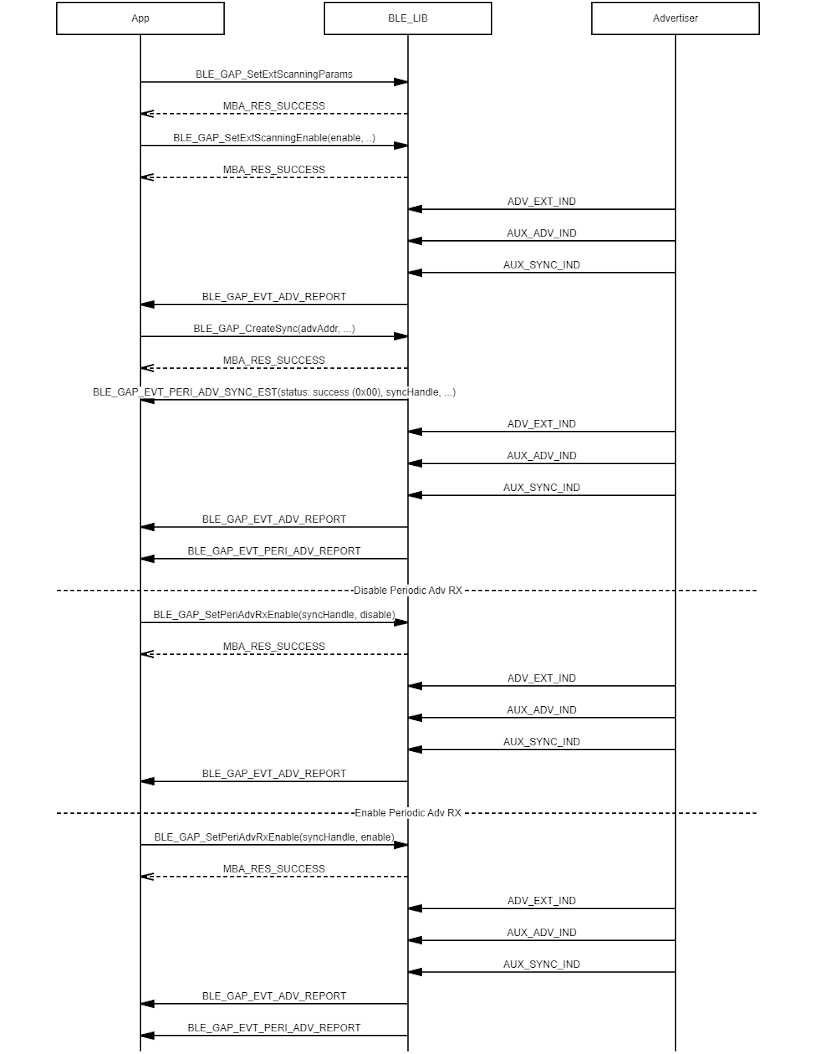 App
BLE_LIB
Advertiser
BLE_GAP_SetExtScanningParams
MBA_RES_SUCCESS
BLE_GAP_SetExtScanningEnable(enable, ..)
MBA_RES_SUCCESS
ADV_EXT_IND
AUX_ADV_IND
AUX_SYNC_IND
BLE_GAP_EVT_ADV_REPORT
BLE_GAP_CreateSync(advAddr, ...)
MBA_RES_SUCCESS
BLE_GAP_EVT_PERI_ADV_SYNC_EST(status: success (0x00), syncHandle, ...)
ADV_EXT_IND
AUX_ADV_IND
AUX_SYNC_IND
BLE_GAP_EVT_ADV_REPORT
BLE_GAP_EVT_PERI_ADV_REPORT
Disable Periodic Adv RX
BLE_GAP_SetPeriAdvRxEnable(syncHandle, disable)
MBA_RES_SUCCESS
ADV_EXT_IND
AUX_ADV_IND
AUX_SYNC_IND
BLE_GAP_EVT_ADV_REPORT
Enable Periodic Adv RX
BLE_GAP_SetPeriAdvRxEnable(syncHandle, enable)
MBA_RES_SUCCESS
ADV_EXT_IND
AUX_ADV_IND
AUX_SYNC_IND
BLE_GAP_EVT_ADV_REPORT
BLE_GAP_EVT_PERI_ADV_REPORT